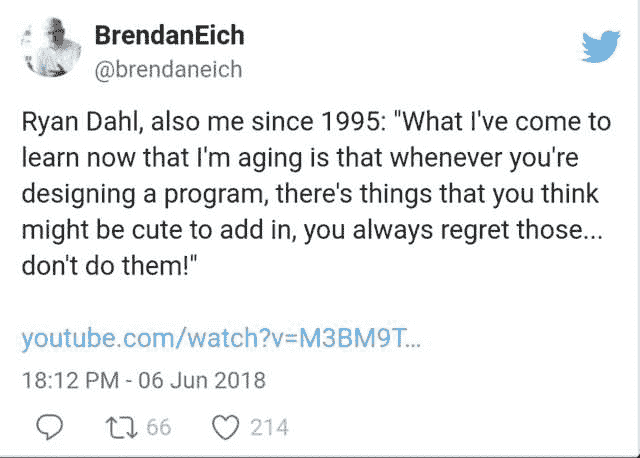 BrendanEich
@brendaneich
Ryan Dahl, also me since 1995: "What I've come to
learn now that I'm aging is that whenever you're
designing a program, there's things that you think
might be cute to add in, you always regret those...
don't do them!"
youtube.com/watch?v=M3BM9T...
18:12 PM - 06 Jun 2018
66 214